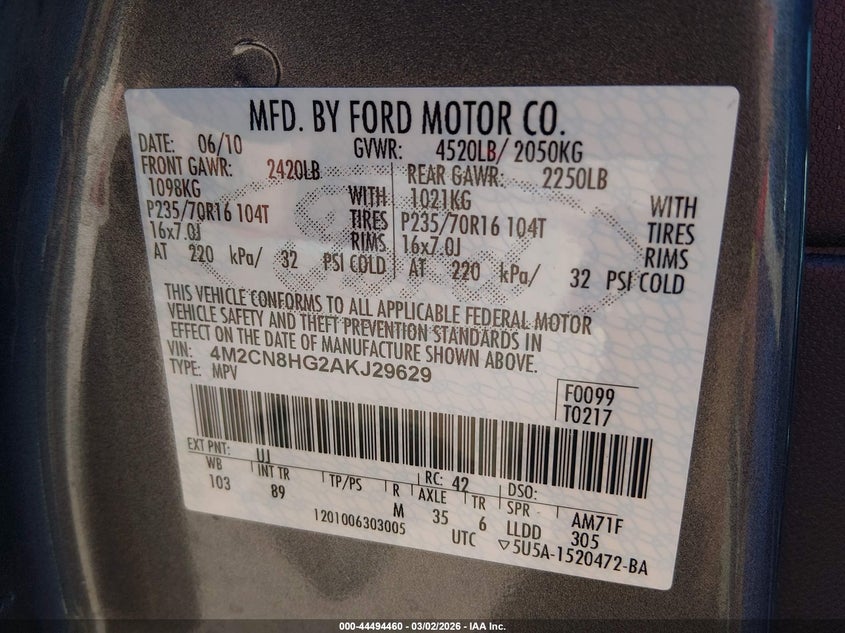 MFD. BY FORD MOTOR CO.
DATE: 06/10 GVWR: 4520LB/ 2050KG
FRONT GAWR: 2420LB REAR GAWR: 2250LB
1098KG WITH 1021KG WITH
P235/70R16 104T TIRES P235/70R16 104T TIRES
16x7.0J RIMS 16x7.0J RIMS
AT 220 kPa/ 32 PSI COLD AT 220 kPa/ 32 PSI COLD
THIS VEHICLE CONFORMS TO ALL APPLICABLE FEDERAL MOTOR
VEHICLE SAFETY AND THEFT PREVENTION STANDARDS IN
EFFECT ON THE DATE OF MANUFACTURE SHOWN ABOVE.
VIN: 4M2CN8HG2AKJ29629
TYPE: MPV
F0099
T0217
EXT PNT: UJ RC: 42 DSO:
WB INT TR TP/PS R AXLE TR SPR AM71F
103 89 M 35 6 LLDD 305
1201006303005 UTC ▽5U5A-1520472-BA
000-44494460 - 03/02/2026 - IAA Inc.